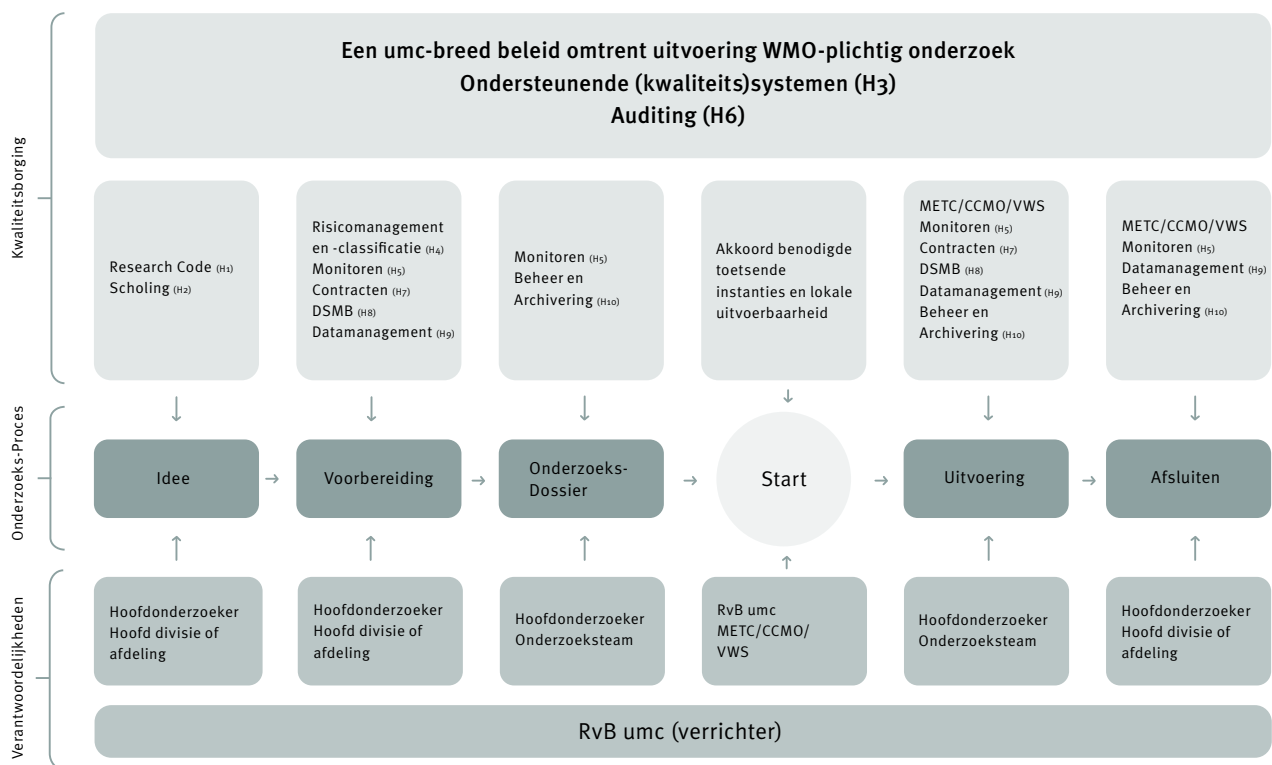 Kwaliteitsborging
Een umc-breed beleid omtrent uitvoering WMO-plichtig onderzoek
Ondersteunende (kwaliteits)systemen (H3)
Auditing (H6)
Research Code (H1)
Scholing (H2)
Risicomanagement
en -classificatie (H4)
Monitoren (H5)
Contracten (H7)
DSMB (H8)
Datamanagement (H9)
Monitoren (H5)
Beheer en
Archivering (H10)
Akkoord benodigde
toetsende
instanties en lokale
uitvoerbaarheid
METC/CCMO/VWS
Monitoren (H5)
Contracten (H7)
DSMB (H8)
Datamanagement (H9)
Beheer en
Archivering (H10)
METC/CCMO/VWS
Monitoren (H5)
Datamanagement (H9)
Beheer en
Archivering (H10)
Onderzoeks-Proces
Idee
Voorbereiding
Onderzoeks-
Dossier
Start
Uitvoering
Afsluiten
Verantwoordelijkheden
Hoofdonderzoeker
Hoofd divisie of
afdeling
Hoofdonderzoeker
Hoofd divisie of
afdeling
Hoofdonderzoeker
Onderzoeksteam
RvB umc
METC/CCMO/
VWS
Hoofdonderzoeker
Onderzoeksteam
Hoofdonderzoeker
Hoofd divisie of
afdeling
RvB umc (verrichter)